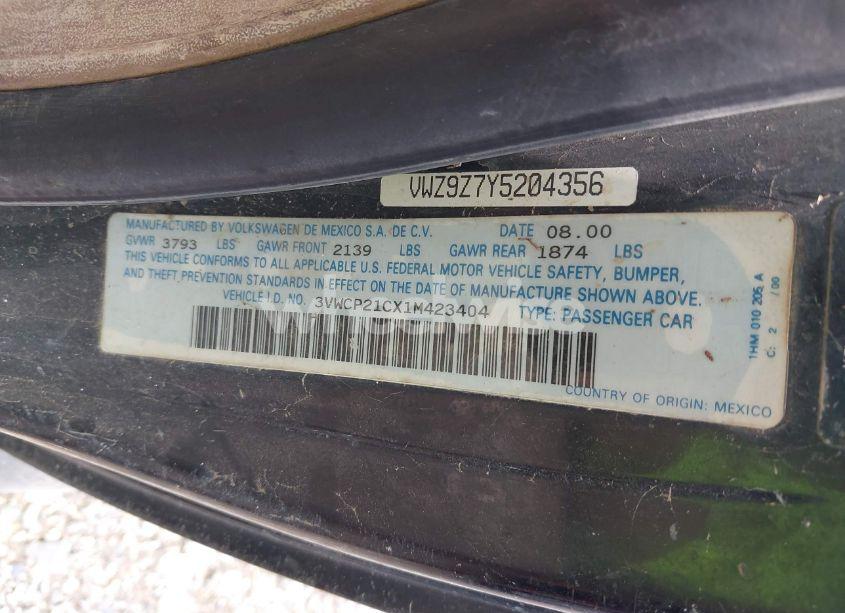 VWZ9Z7Y5204356
MANUFACTURED BY VOLKSWAGEN DE MEXICO S.A. DE C.V. DATE 08.00
GVWR 3793 LBS GAWR FRONT 2139 LBS GAWR REAR 1874 LBS
THIS VEHICLE CONFORMS TO ALL APPLICABLE U.S. FEDERAL MOTOR VEHICLE SAFETY, BUMPER,
AND THEFT PREVENTION STANDARDS IN EFFECT ON THE DATE OF MANUFACTURE SHOWN ABOVE.
VEHICLE I.D. NO. 3VWCP21CX1M423404 TYPE: PASSENGER CAR
COUNTRY OF ORIGIN: MEXICO
1HM 010 205 A
C: 2 /00